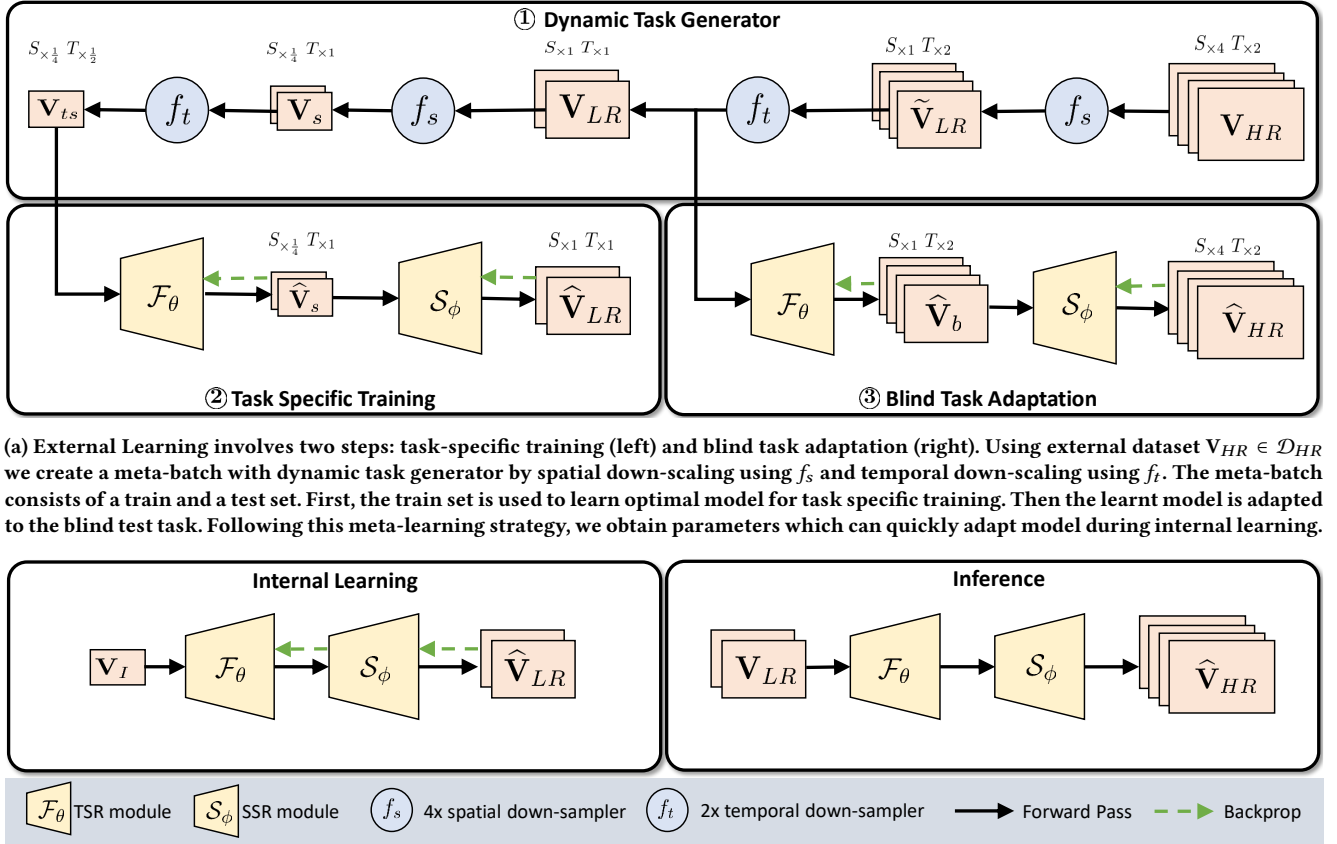 ① Dynamic Task Generator
S×1/4 T×1/2 S×1/4 T×1 S×1 T×1 S×1 T×2 S×4 T×2
V_ts f_t V_s f_s V_LR f_t Ṽ_LR f_s V_HR
S×1/4 T×1 S×1 T×1 S×1 T×2 S×4 T×2
F_θ V̂_s S_ϕ V̂_LR F_θ V̂_b S_ϕ V̂_HR
② Task Specific Training ③ Blind Task Adaptation
(a) External Learning involves two steps: task-specific training (left) and blind task adaptation (right). Using external dataset V_HR ∈ D_HR
we create a meta-batch with dynamic task generator by spatial down-scaling using f_s and temporal down-scaling using f_t. The meta-batch
consists of a train and a test set. First, the train set is used to learn optimal model for task specific training. Then the learnt model is adapted
to the blind test task. Following this meta-learning strategy, we obtain parameters which can quickly adapt model during internal learning.
Internal Learning Inference
V_I F_θ S_ϕ V̂_LR V_LR F_θ S_ϕ V̂_HR
F_θ TSR module S_ϕ SSR module f_s 4x spatial down-sampler f_t 2x temporal down-sampler Forward Pass Backprop